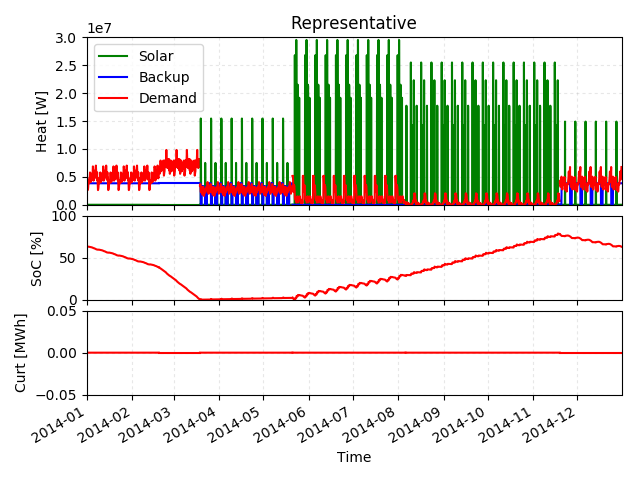 Representative
1e7
3.0
2.5
2.0
1.5
1.0
0.5
0.0
Heat [W]
Solar
Backup
Demand
100
50
0
SoC [%]
0.05
0.00
−0.05
Curt [MWh]
2014-01
2014-02
2014-03
2014-04
2014-05
2014-06
2014-07
2014-08
2014-09
2014-10
2014-11
2014-12
Time